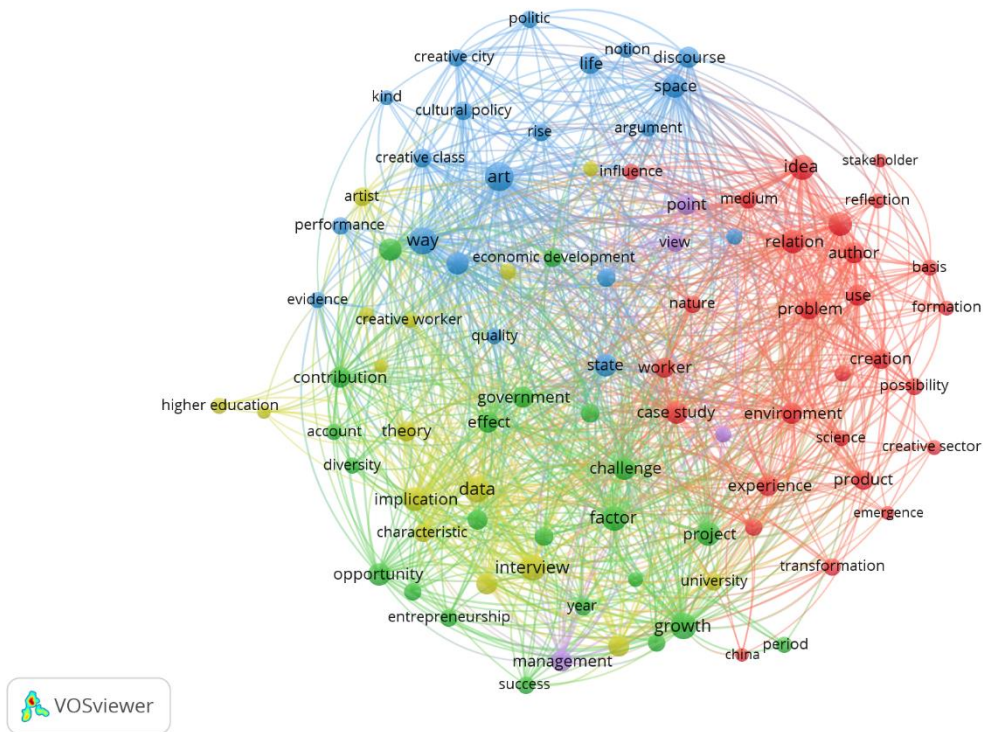 politic
creative city
notion
life
discourse
space
kind
cultural policy
rise
argument
creative class
art
influence
idea
stakeholder
artist
point
medium
reflection
performance
way
view
relation
author
economic development
basis
evidence
nature
problem
use
formation
creative worker
quality
contribution
state
worker
creation
possibility
higher education
government
case study
environment
account
theory
effect
science
creative sector
diversity
challenge
implication
data
experience
product
characteristic
factor
project
emergence
opportunity
interview
university
transformation
entrepreneurship
year
growth
period
management
china
success
VOSviewer